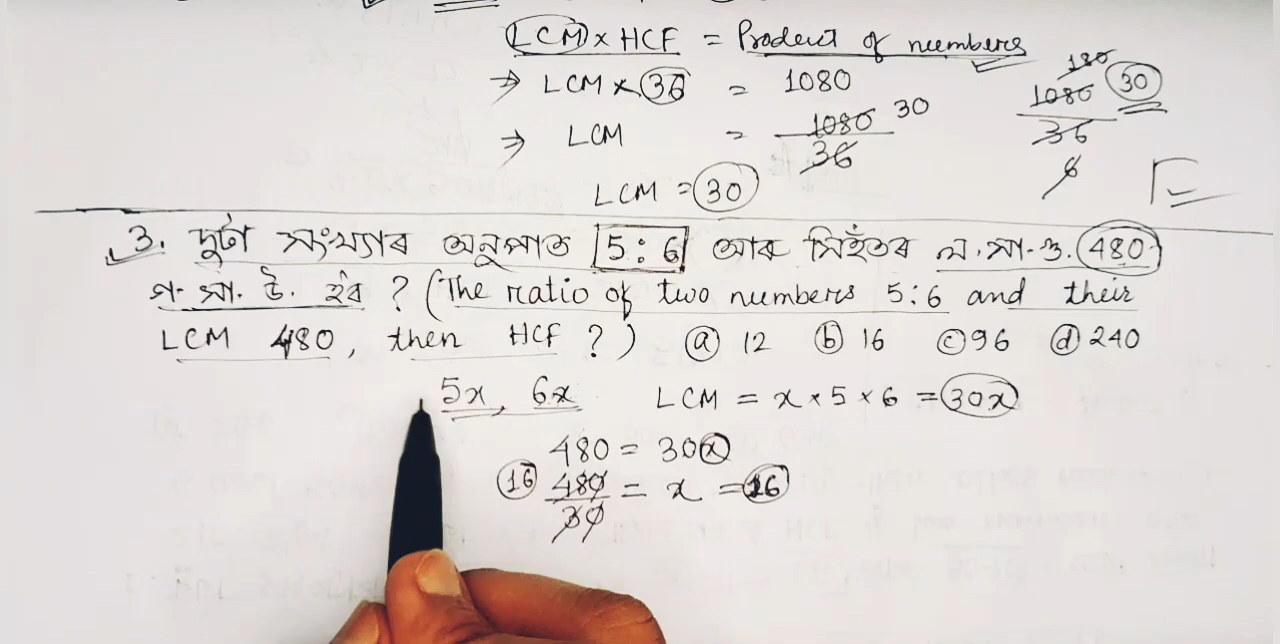 LCM × HCF = Product of numbers
⇒ LCM × 36 = 1080
⇒ LCM = 1080 30
36
180
1080 30
36
6
LCM = 30
3. দুটা সংখ্যাৰ অনুপাত 5:6 আৰু সিহঁতৰ ল.সা.গু. 480
গ. সা. উ. হ'ব ? (The ratio of two numbers 5:6 and their
LCM 480, then HCF ?) ⓐ 12 ⓑ 16 ⓒ 96 ⓓ 240
5x, 6x LCM = x × 5 × 6 = 30x
480 = 30x
16 480 = x = 16
30